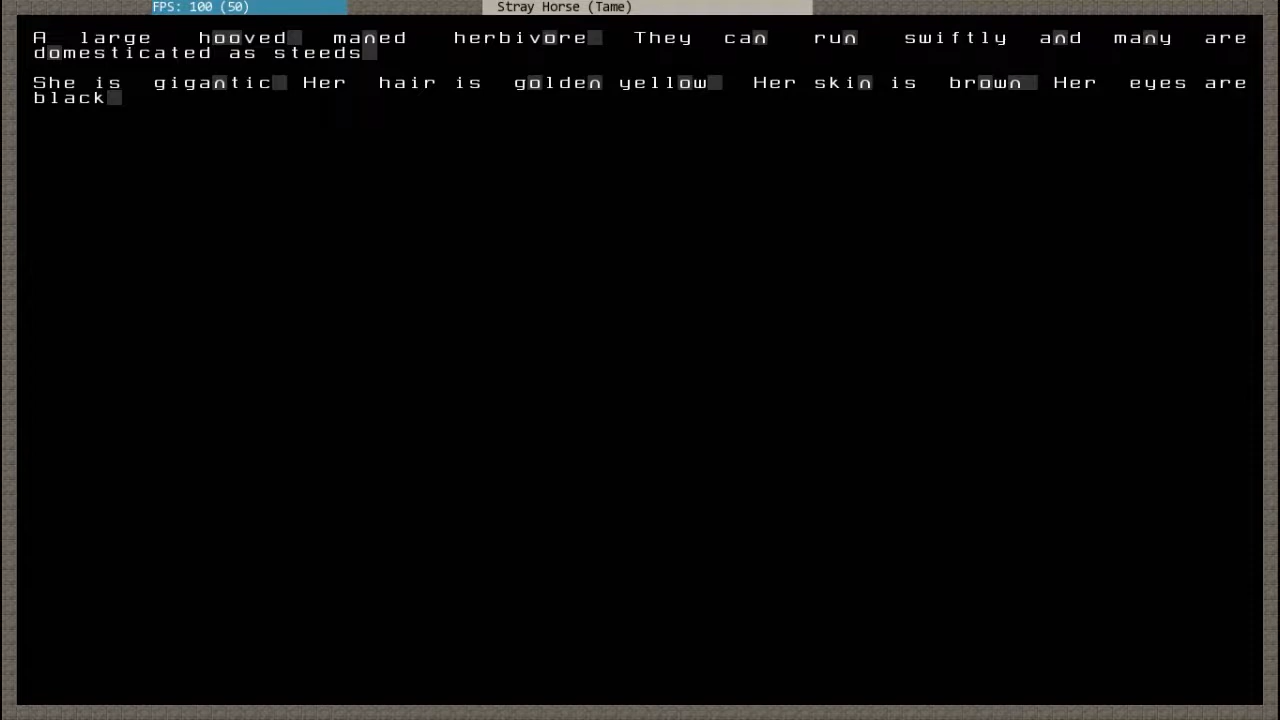 FPS: 100 (50)
Stray Horse (Tame)
A large hooved maned herbivore They can run swiftly and many are
domesticated as steeds
She is gigantic Her hair is golden yellow Her skin is brown Her eyes are
black